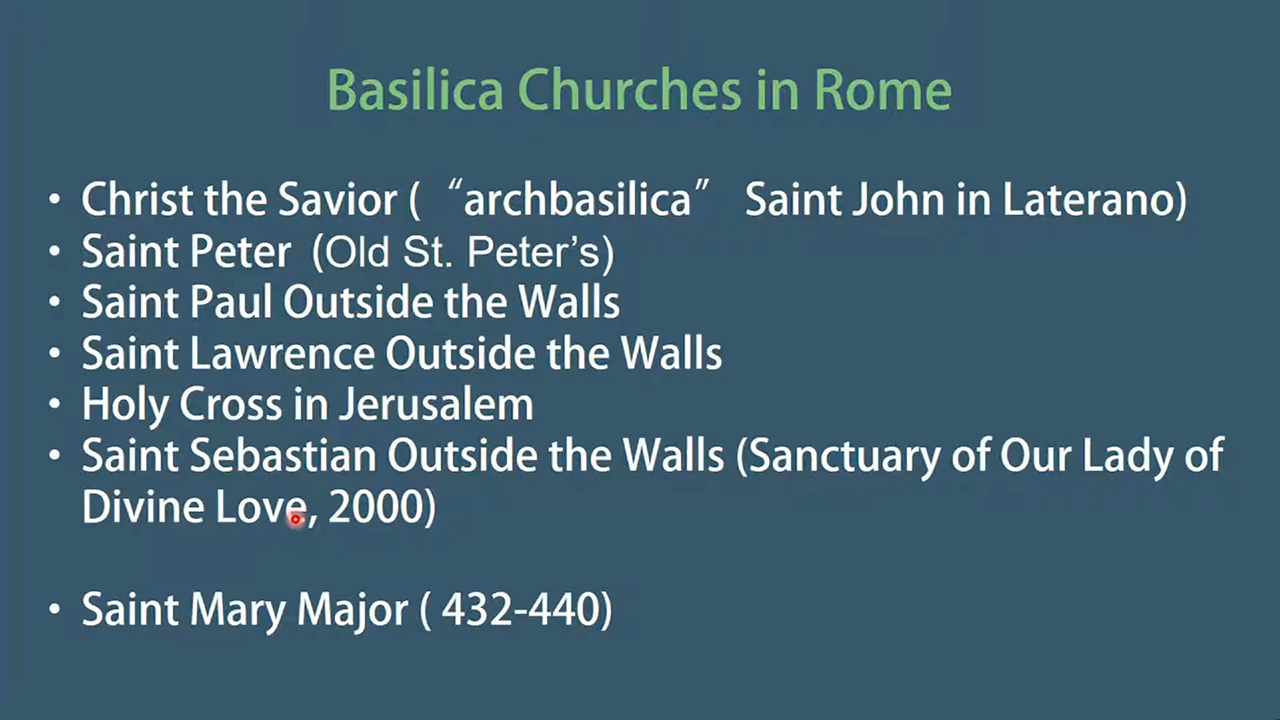 Basilica Churches in Rome
• Christ the Savior ( “archbasilica” Saint John in Laterano)
• Saint Peter (Old St. Peter’s)
• Saint Paul Outside the Walls
• Saint Lawrence Outside the Walls
• Holy Cross in Jerusalem
• Saint Sebastian Outside the Walls (Sanctuary of Our Lady of
Divine Love, 2000)
• Saint Mary Major ( 432-440)